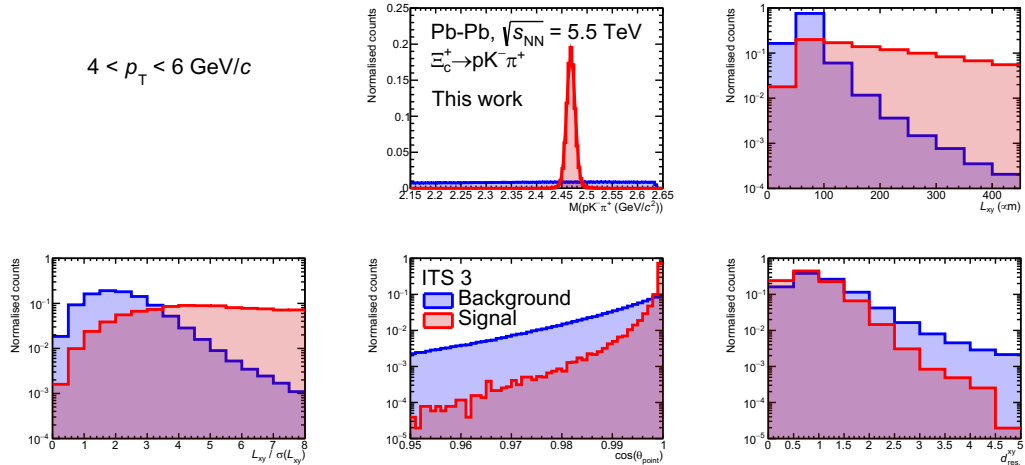 4 < p_T < 6 GeV/c
Normalised counts
0.25
0.2
0.15
0.1
0.05
0
Pb-Pb, √s_NN = 5.5 TeV
Ξ_c^+→pK^-π^+
This work
2.15 2.2 2.25 2.3 2.35 2.4 2.45 2.5 2.55 2.6 2.65
M(pK^-π^+ (GeV/c^2))
Normalised counts
1
10^-1
10^-2
10^-3
10^-4
0 100 200 300 400
L_xy (∝m)
Normalised counts
1
10^-1
10^-2
10^-3
10^-4
0 1 2 3 4 5 6 7 8
L_xy / σ(L_xy)
Normalised counts
1
10^-1
10^-2
10^-3
10^-4
10^-5
ITS 3
Background
Signal
0.95 0.96 0.97 0.98 0.99 1
cos(θ_point)
Normalised counts
1
10^-1
10^-2
10^-3
10^-4
10^-5
0 0.5 1 1.5 2 2.5 3 3.5 4 4.5 5
d_res.^xy